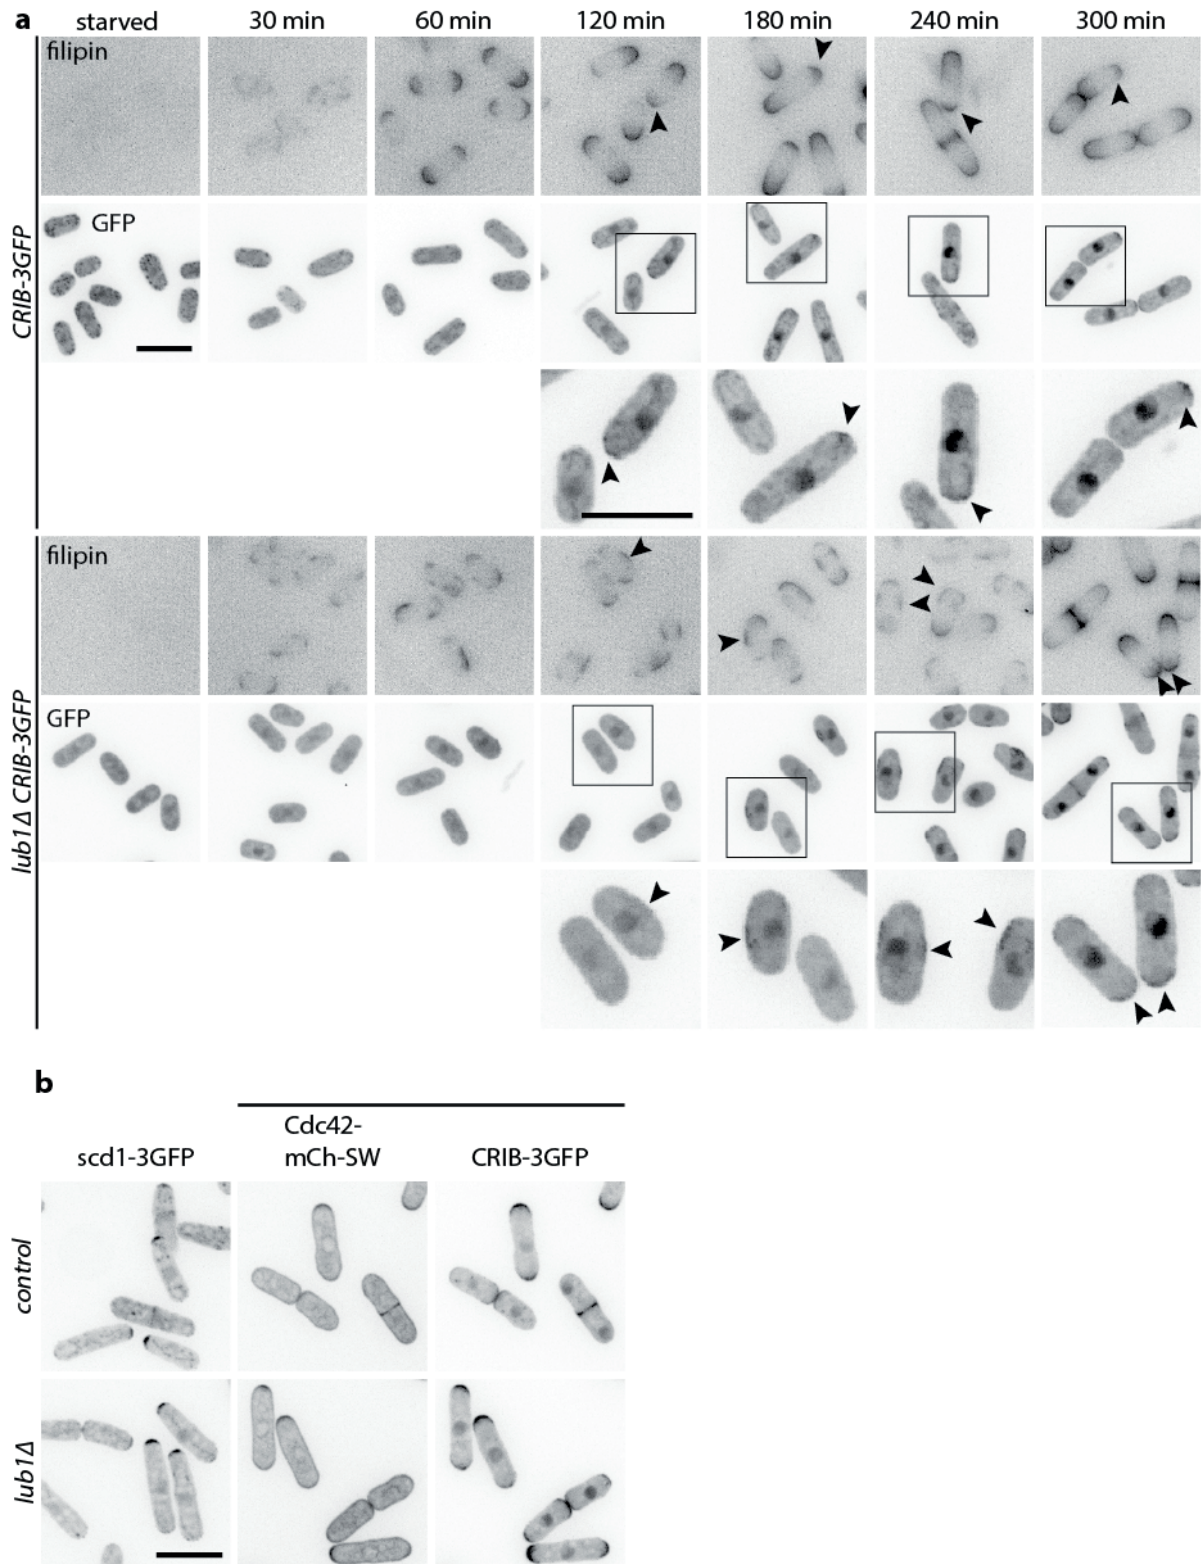 a
starved 30 min 60 min 120 min 180 min 240 min 300 min
filipin
CRIB-3GFP
GFP
filipin
lub1Δ CRIB-3GFP
GFP
b
scd1-3GFP
Cdc42-
mCh-SW
CRIB-3GFP
control
lub1Δ